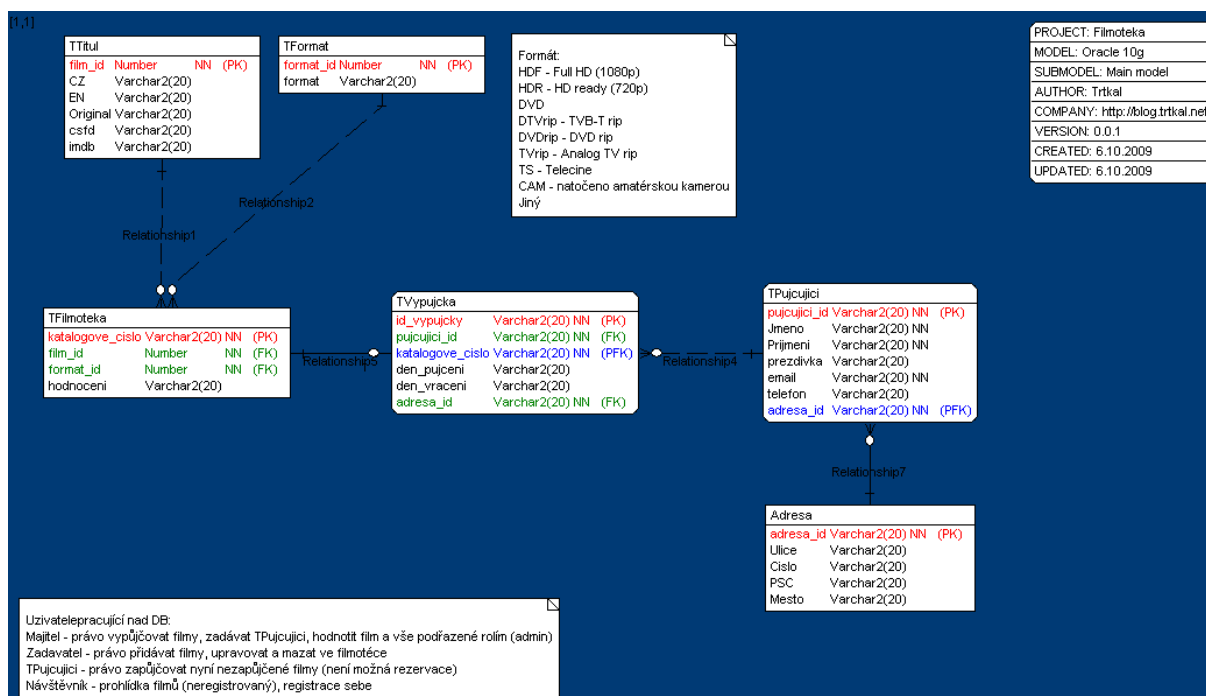 [1,1]
TTitul
film_id Number NN (PK)
CZ Varchar2(20)
EN Varchar2(20)
Original Varchar2(20)
csfd Varchar2(20)
imdb Varchar2(20)
TFormat
format_id Number NN (PK)
format Varchar2(20)
Formát:
HDF - Full HD (1080p)
HDR - HD ready (720p)
DVD
DTVrip - TVB-T rip
DVDrip - DVD rip
TVrip - Analog TV rip
TS - Telecine
CAM - natočeno amatérskou kamerou
Jiný
PROJECT: Filmoteka
MODEL: Oracle 10g
SUBMODEL: Main model
AUTHOR: Trtkal
COMPANY: http://blog.trtkal.net
VERSION: 0.0.1
CREATED: 6.10.2009
UPDATED: 6.10.2009
Relationship2
Relationship1
TFilmoteka
katalogove_cislo Varchar2(20) NN (PK)
film_id Number NN (FK)
format_id Number NN (FK)
hodnoceni Varchar2(20)
Relationship5
TVypujcka
id_vypujcky Varchar2(20) NN (PK)
pujcujici_id Varchar2(20) NN (FK)
katalogove_cislo Varchar2(20) NN (PFK)
den_pujceni Varchar2(20)
den_vraceni Varchar2(20)
adresa_id Varchar2(20) NN (FK)
Relationship4
TPujcujici
pujcujici_id Varchar2(20) NN (PK)
Jmeno Varchar2(20) NN
Prijmeni Varchar2(20) NN
prezdivka Varchar2(20)
email Varchar2(20) NN
telefon Varchar2(20)
adresa_id Varchar2(20) NN (PFK)
Relationship7
Adresa
adresa_id Varchar2(20) NN (PK)
Ulice Varchar2(20)
Cislo Varchar2(20)
PSC Varchar2(20)
Mesto Varchar2(20)
Uzivatelepracující nad DB:
Majitel - právo vypůjčovat filmy, zadávat TPujcujici, hodnotit film a vše podřazené rolím (admin)
Zadavatel - právo přidávat filmy, upravovat a mazat ve filmotéce
TPujcujici - právo zapůjčovat nyní nezapůjčené filmy (není možná rezervace)
Návštěvník - prohlídka filmů (neregistrovaný), registrace sebe